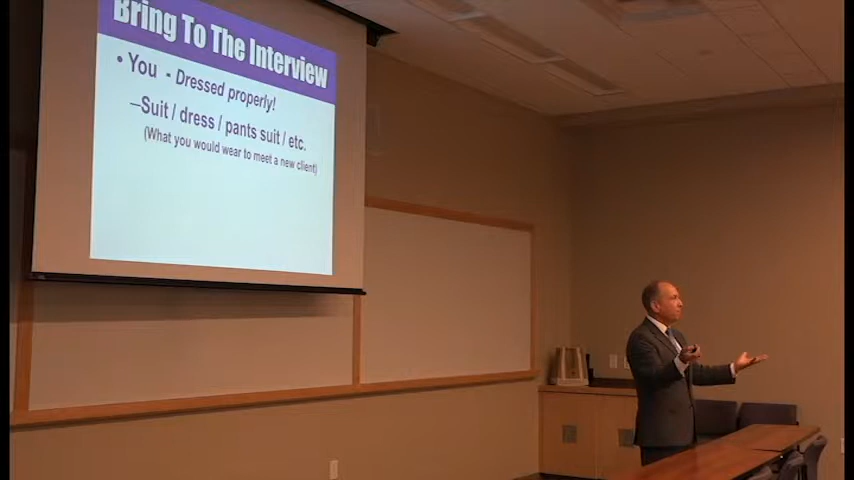 Bring To The Interview
• You - Dressed properly!
–Suit / dress / pants suit / etc.
(What you would wear to meet a new client)